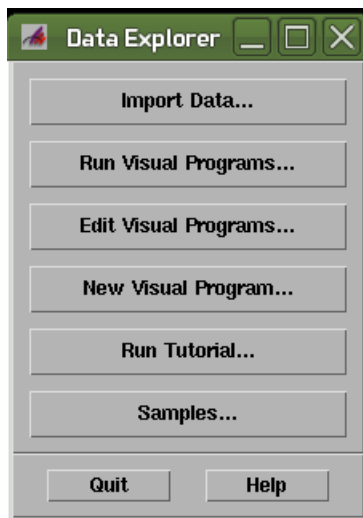 Data Explorer
Import Data...
Run Visual Programs...
Edit Visual Programs...
New Visual Program...
Run Tutorial...
Samples...
Quit Help